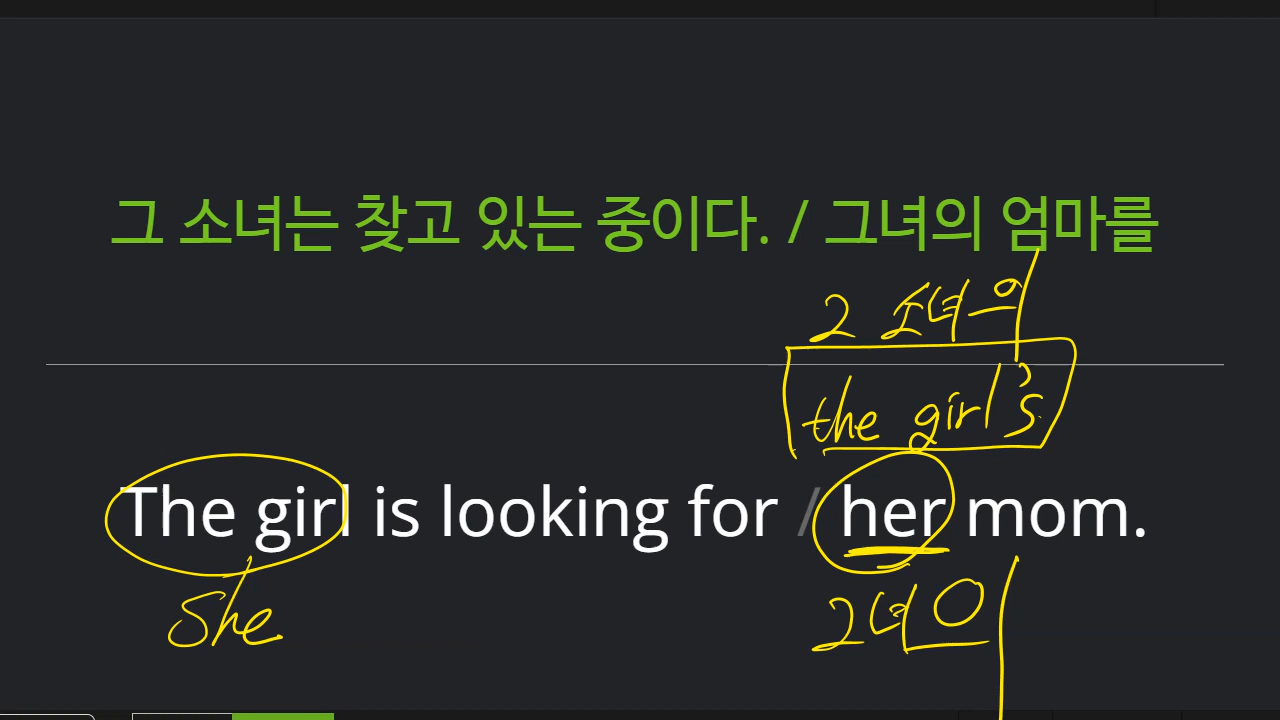 그 소녀는 찾고 있는 중이다. / 그녀의 엄마를
그 소녀의
the girl's
The girl is looking for / her mom.
She
그녀의